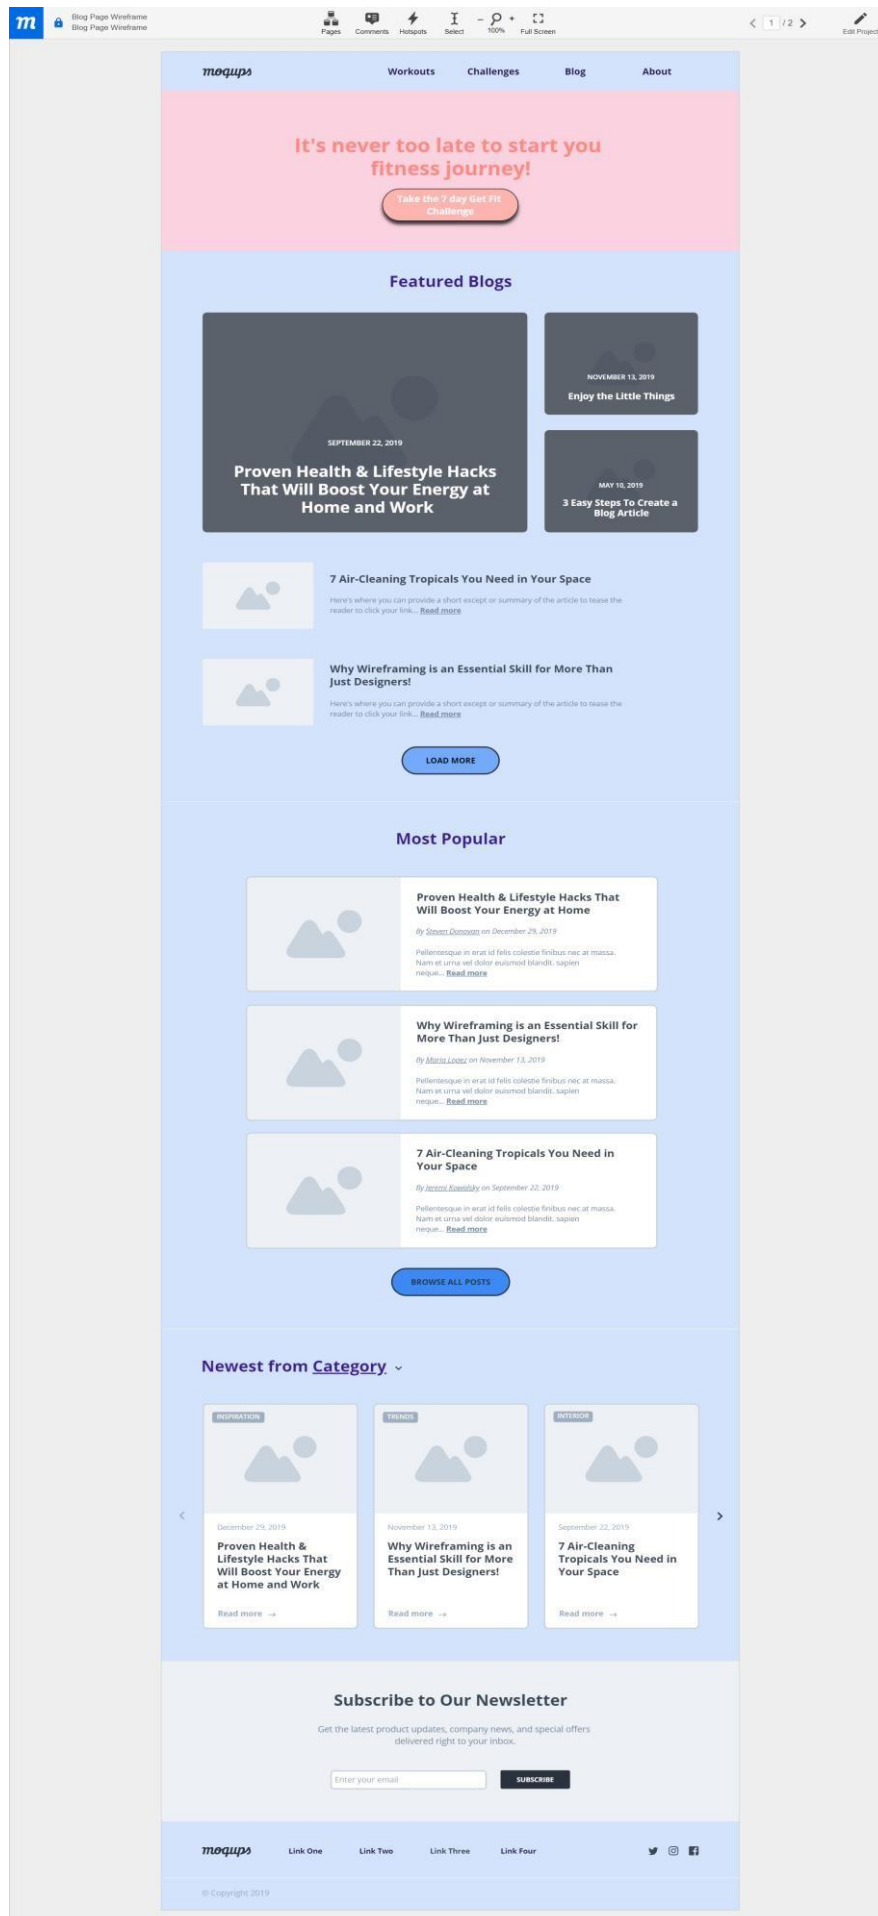 m
Blog Page Wireframe
Blog Page Wireframe
Pages
Comments
Hotspots
Select
- +
100%
Full Screen
1 / 2
Edit Project
moqups
Workouts
Challenges
Blog
About
It's never too late to start you
fitness journey!
Take the 7 day Get Fit
Challenge
Featured Blogs
SEPTEMBER 22, 2019
Proven Health & Lifestyle Hacks
That Will Boost Your Energy at
Home and Work
NOVEMBER 13, 2019
Enjoy the Little Things
MAY 10, 2019
3 Easy Steps To Create a
Blog Article
7 Air-Cleaning Tropicals You Need in Your Space
Here's where you can provide a short except or summary of the article to tease the
reader to click your link... Read more
Why Wireframing is an Essential Skill for More Than
Just Designers!
Here's where you can provide a short except or summary of the article to tease the
reader to click your link... Read more
LOAD MORE
Most Popular
Proven Health & Lifestyle Hacks That
Will Boost Your Energy at Home
By Steven Donovan on December 29, 2019
Pellentesque in erat id felis colestie finibus nec at massa.
Nam et urna vel dolor euismod blandit. sapien
neque... Read more
Why Wireframing is an Essential Skill for
More Than Just Designers!
By Maria Lopez on November 13, 2019
Pellentesque in erat id felis colestie finibus nec at massa.
Nam et urna vel dolor euismod blandit. sapien
neque... Read more
7 Air-Cleaning Tropicals You Need in
Your Space
By Jeremi Kowalsky on September 22, 2019
Pellentesque in erat id felis colestie finibus nec at massa.
Nam et urna vel dolor euismod blandit. sapien
neque... Read more
BROWSE ALL POSTS
Newest from Category
INSPIRATION
December 29, 2019
Proven Health &
Lifestyle Hacks That
Will Boost Your Energy
at Home and Work
Read more →
TRENDS
November 13, 2019
Why Wireframing is an
Essential Skill for More
Than Just Designers!
Read more →
INTERIOR
September 22, 2019
7 Air-Cleaning
Tropicals You Need in
Your Space
Read more →
Subscribe to Our Newsletter
Get the latest product updates, company news, and special offers
delivered right to your inbox.
Enter your email
SUBSCRIBE
moqups
Link One
Link Two
Link Three
Link Four
© Copyright 2019